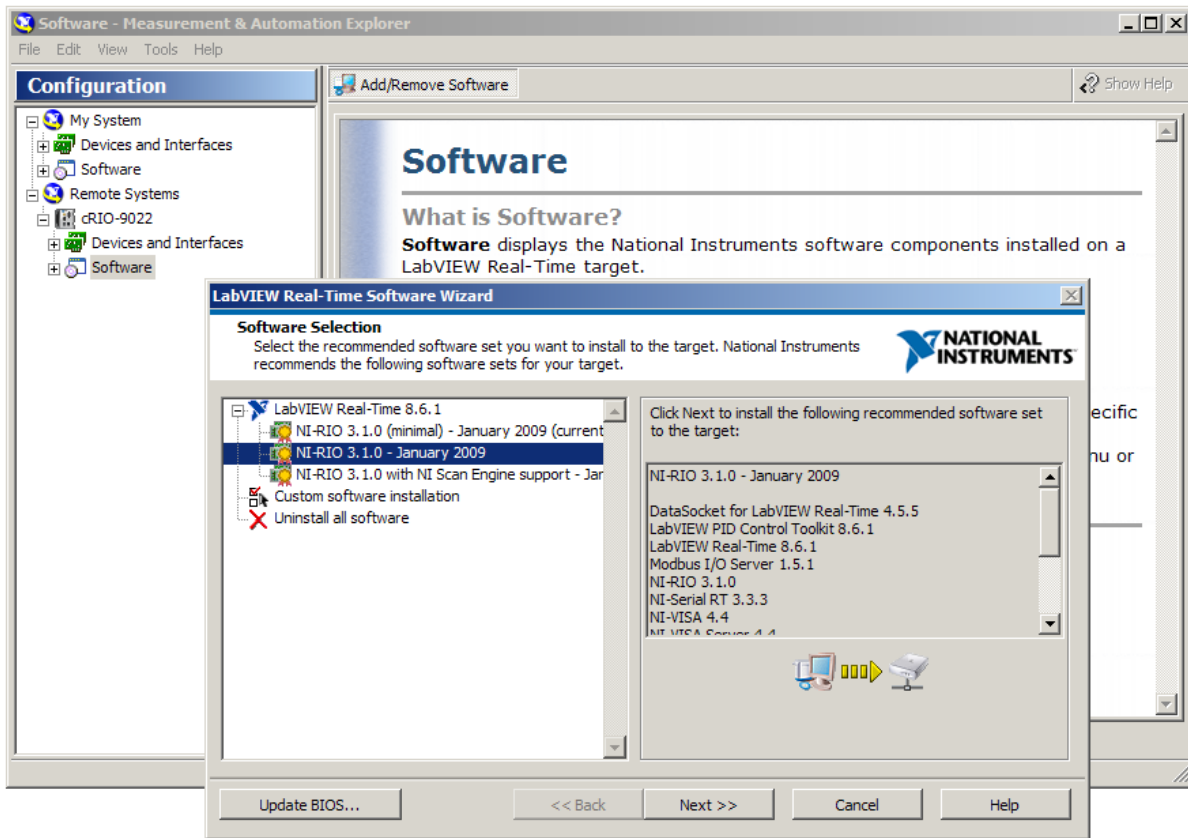 Software - Measurement & Automation Explorer
File Edit View Tools Help
Configuration
My System
Devices and Interfaces
Software
Remote Systems
cRIO-9022
Devices and Interfaces
Software
Add/Remove Software
Show Help
Software
What is Software?
Software displays the National Instruments software components installed on a
LabVIEW Real-Time target.
ecific
nu or
LabVIEW Real-Time Software Wizard
Software Selection
Select the recommended software set you want to install to the target. National Instruments
recommends the following software sets for your target.
NATIONAL
INSTRUMENTS
LabVIEW Real-Time 8.6.1
NI-RIO 3.1.0 (minimal) - January 2009 (current
NI-RIO 3.1.0 - January 2009
NI-RIO 3.1.0 with NI Scan Engine support - Jar
Custom software installation
Uninstall all software
Click Next to install the following recommended software set
to the target:
NI-RIO 3.1.0 - January 2009
DataSocket for LabVIEW Real-Time 4.5.5
LabVIEW PID Control Toolkit 8.6.1
LabVIEW Real-Time 8.6.1
Modbus I/O Server 1.5.1
NI-RIO 3.1.0
NI-Serial RT 3.3.3
NI-VISA 4.4
NI-VISA Server 4.4
Update BIOS...
<< Back
Next >>
Cancel
Help